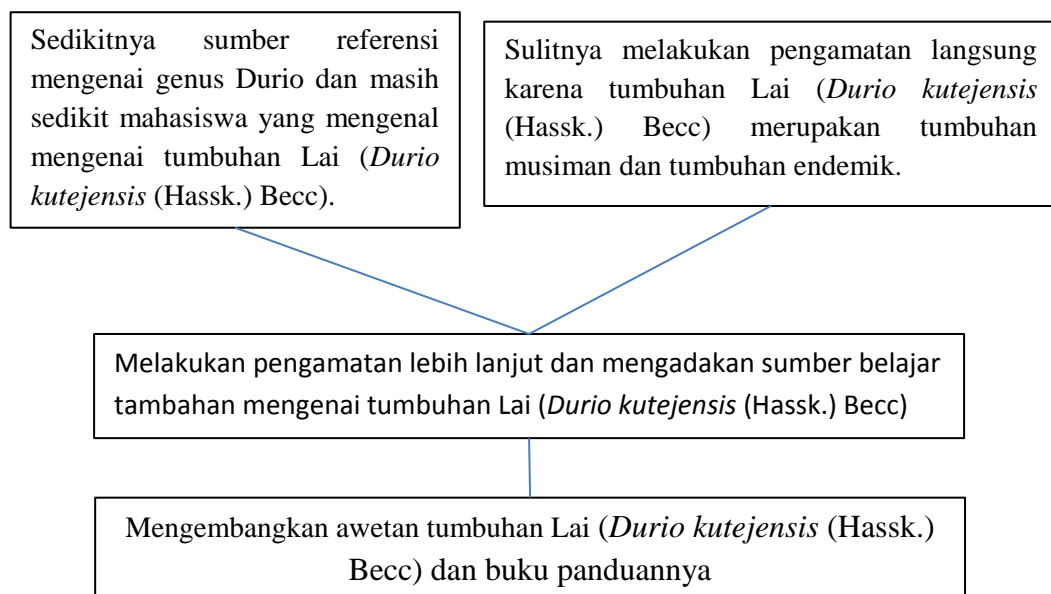 Sedikitnya sumber referensi
mengenai genus Durio dan masih
sedikit mahasiswa yang mengenal
mengenai tumbuhan Lai (Durio
kutejensis (Hassk.) Becc).
Sulitnya melakukan pengamatan langsung
karena tumbuhan Lai (Durio kutejensis
(Hassk.) Becc) merupakan tumbuhan
musiman dan tumbuhan endemik.
Melakukan pengamatan lebih lanjut dan mengadakan sumber belajar
tambahan mengenai tumbuhan Lai (Durio kutejensis (Hassk.) Becc)
Mengembangkan awetan tumbuhan Lai (Durio kutejensis (Hassk.)
Becc) dan buku panduannya